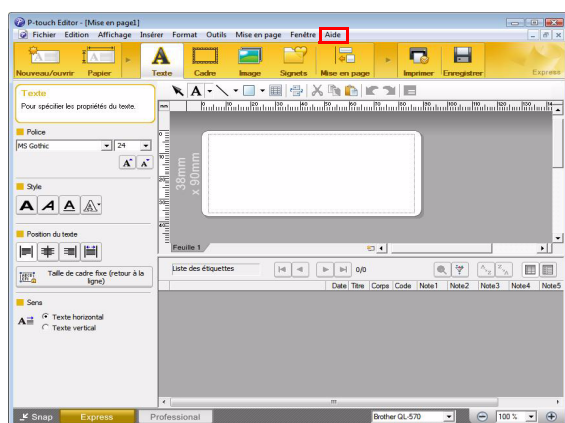 P-touch Editor - [Mise en page1]
Fichier Edition Affichage Insérer Format Outils Mise en page Fenêtre Aide
Nouveau/ouvrir Papier Texte Cadre Image Signets Mise en page Imprimer Enregistrer Express
Texte
Pour spécifier les propriétés du texte.
Police
MS Gothic 24
Style
Position du texte
Taille de cadre fixe (retour à la
ligne)
Sens
Texte horizontal
Texte vertical
38mm
x 90mm
Feuille 1
Liste des étiquettes 0/0
Date Titre Corps Code Note1 Note2 Note3 Note4 Note5
Snap Express Professional Brother QL-570 100 %